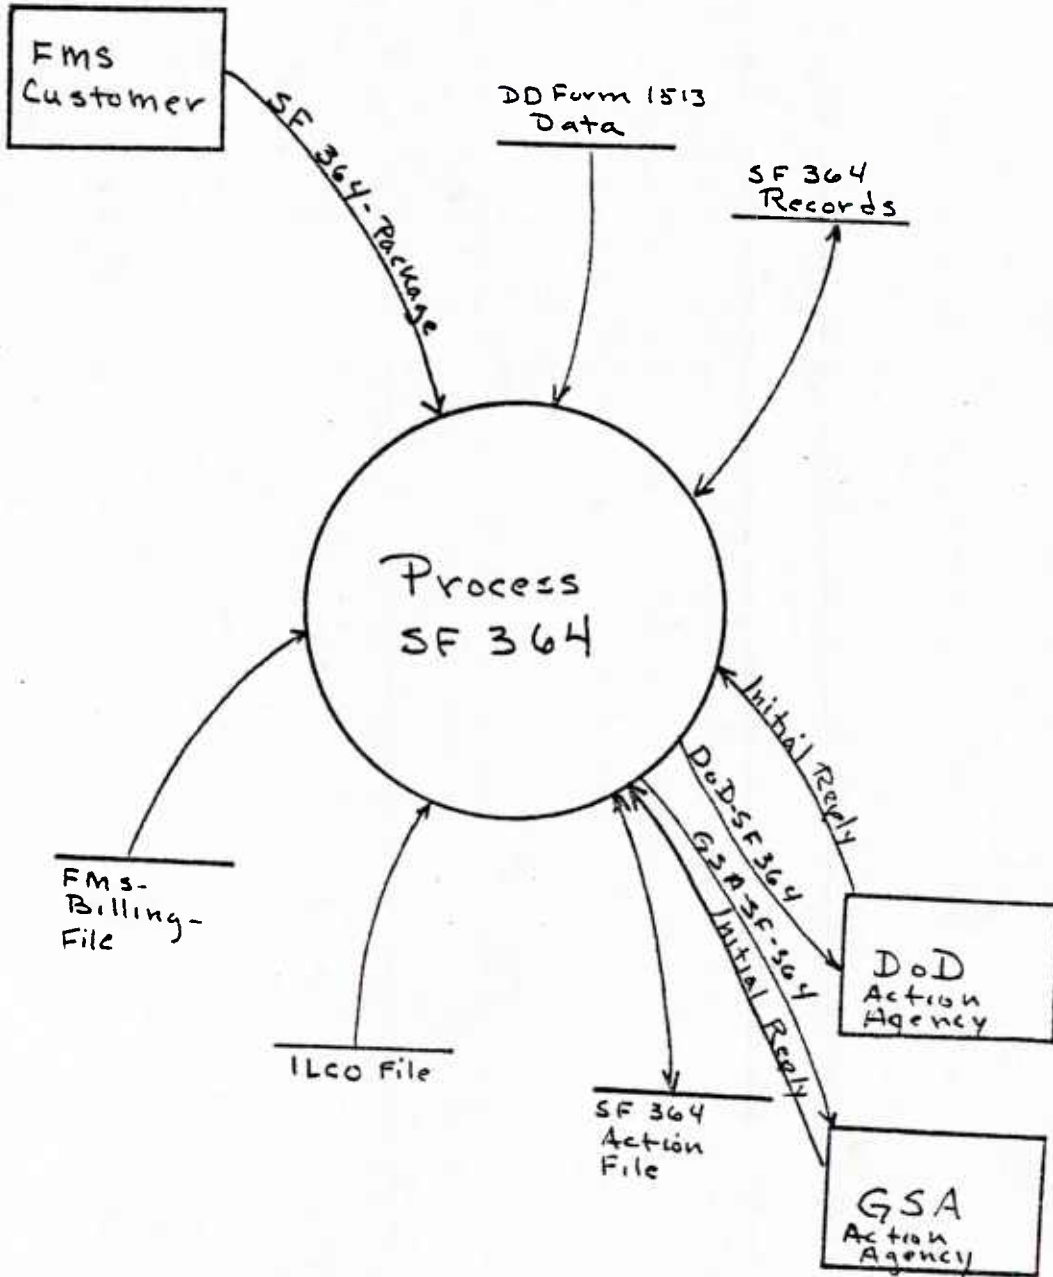 FMS
Customer
SF 364-Package
DD Form 1513
Data
SF 364
Records
Process
SF 364
Initial Reply
DoD-SF 364
GSA-SF-364
Initial Reply
FMS-
Billing-
File
ILCO File
SF 364
Action
File
DoD
Action
Agency
GSA
Action
Agency